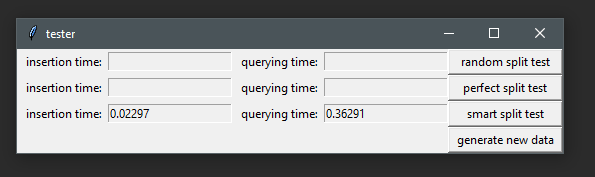 tester
insertion time: querying time: random split test
insertion time: querying time: perfect split test
insertion time: 0.02297 querying time: 0.36291 smart split test
generate new data